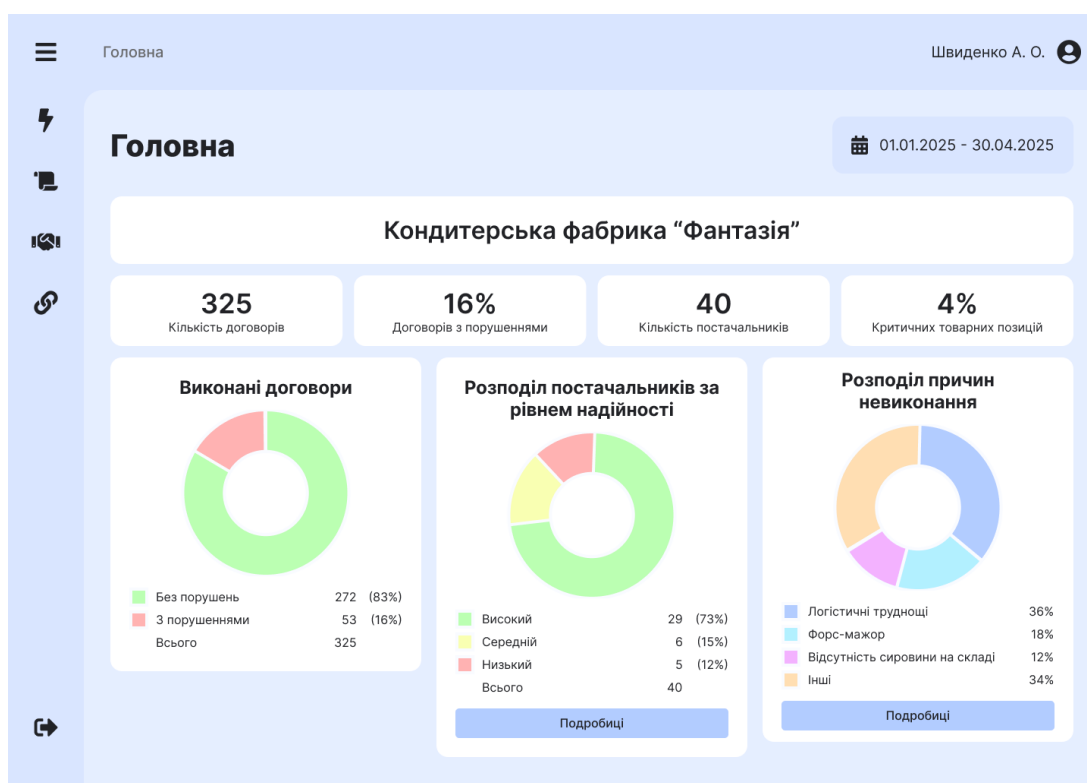 Головна
Швиденко А. О.
Головна
01.01.2025 - 30.04.2025
Кондитерська фабрика “Фантазія”
325
Кількість договорів
16%
Договорів з порушеннями
40
Кількість постачальників
4%
Критичних товарних позицій
Виконані договори
Без порушень 272 (83%)
З порушеннями 53 (16%)
Всього 325
Розподіл постачальників за
рівнем надійності
Високий 29 (73%)
Середній 6 (15%)
Низький 5 (12%)
Всього 40
Подробиці
Розподіл причин
невиконання
Логістичні труднощі 36%
Форс-мажор 18%
Відсутність сировини на складі 12%
Інші 34%
Подробиці